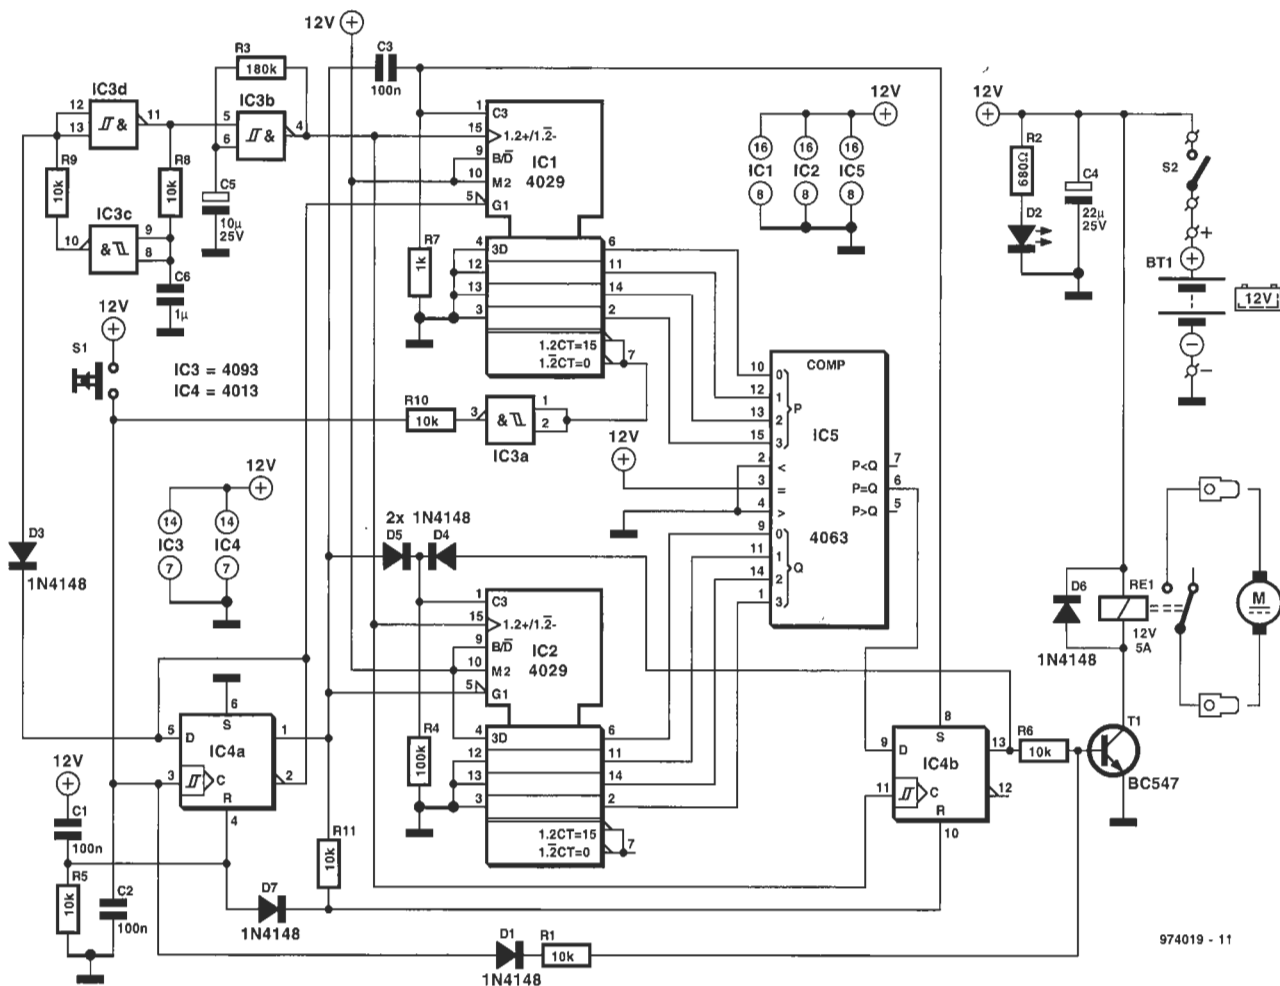 12V
C3
100n
R3
180k
IC3d
12
13
&
11
IC3b
5
6
&
4
R9
10k
R8
10k
C5
10µ
25V
IC3c
10
&
9
8
C6
1µ
12V
S1
IC3 = 4093
IC4 = 4013
1
15
9
10
5
C3
1.2+/1.2̅-
B/D̅
M2
G1
IC1
4029
R7
1k
4
12
13
3
3D
6
11
14
2
1.2CT=15
1.2̅CT=0
7
R10
10k
3
&
1
2
IC3a
12V
16
16
16
IC1
IC2
IC5
8
8
8
12V
R2
680Ω
D2
C4
22µ
25V
S2
+
BT1
12V
−
COMP
10
12
13
15
0
1
2
3
P
IC5
12V
2
3
4
<
=
>
P<Q
P=Q
P>Q
7
6
5
4063
9
11
14
1
0
1
2
3
Q
12V
14
14
IC3
IC4
7
7
D3
1N4148
2x 1N4148
D5
D4
1
15
9
10
5
C3
1.2+/1.2̅-
B/D̅
M2
G1
IC2
4029
R4
100k
4
12
13
3
3D
6
11
14
2
1.2CT=15
1.2̅CT=0
7
D6
1N4148
RE1
12V
5A
M
6
S
5
D
IC4a
1
3
C
2
R
4
12V
C1
100n
R5
10k
C2
100n
R11
10k
D7
1N4148
8
S
9
D
IC4b
13
11
C
12
R
10
R6
10k
T1
BC547
D1
1N4148
R1
10k
974019 - 11